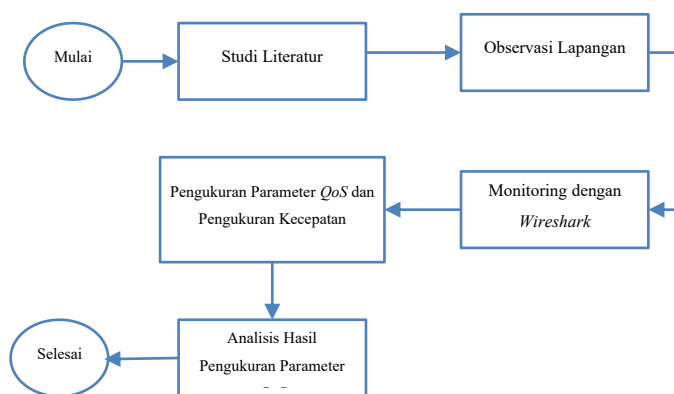 Mulai
Studi Literatur
Observasi Lapangan
Monitoring dengan
Wireshark
Pengukuran Parameter QoS dan
Pengukuran Kecepatan
Analisis Hasil
Pengukuran Parameter
Selesai